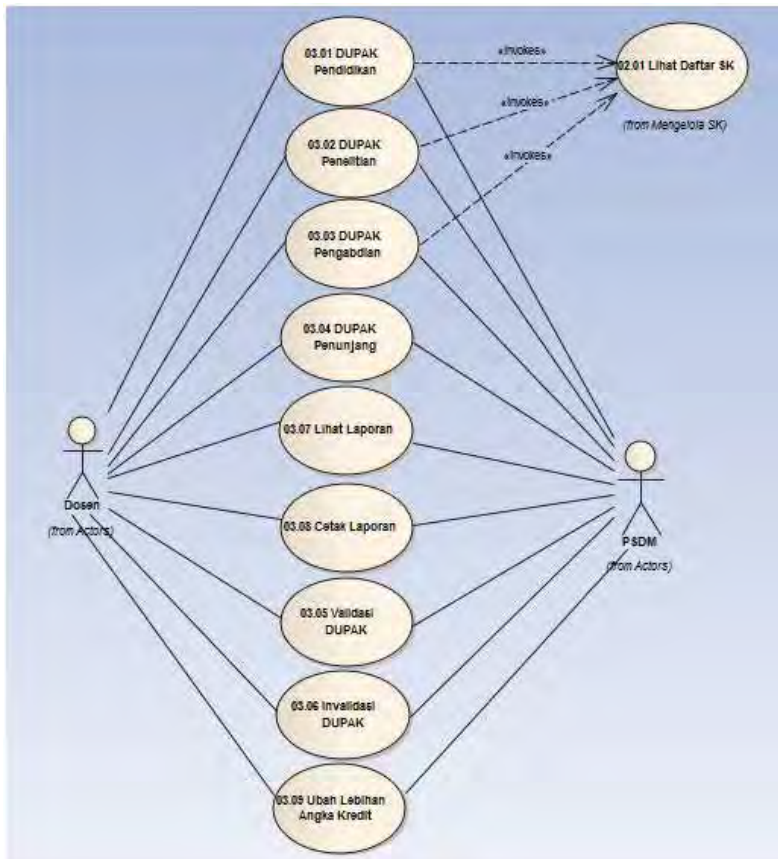 03.01 DUPAK
Pendidikan
«Invokes»
02.01 Lihat Daftar SK
(from Mengelola SK)
«Invokes»
03.02 DUPAK
Penelitian
«Invokes»
03.03 DUPAK
Pengabdian
03.04 DUPAK
Penunjang
03.07 Lihat Laporan
Dosen
(from Actors)
03.08 Cetak Laporan
PSDM
(from Actors)
03.05 Validasi
DUPAK
03.06 Invalidasi
DUPAK
03.09 Ubah Lebihan
Angka Kredit